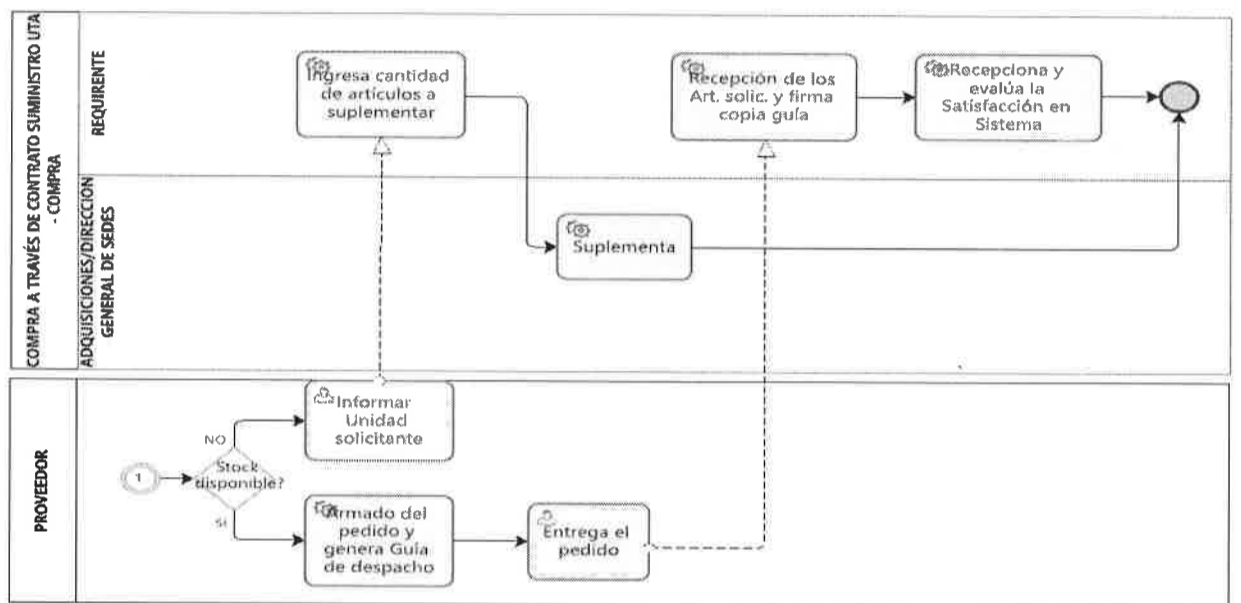 COMPRA A TRAVÉS DE CONTRATO SUMINISTRO UTA
- COMPRA
REQUIRENTE
Ingresa cantidad
de artículos a
suplementar
Recepción de los
Art. solic. y firma
copia guía
Recepciona y
evalúa la
Satisfacción en
Sistema
ADQUISICIONES/DIRECCION
GENERAL DE SEDES
Suplementa
PROVEEDOR
1
Stock
disponible?
NO
SI
Informar
Unidad
solicitante
Armado del
pedido y
genera Guía
de despacho
Entrega el
pedido